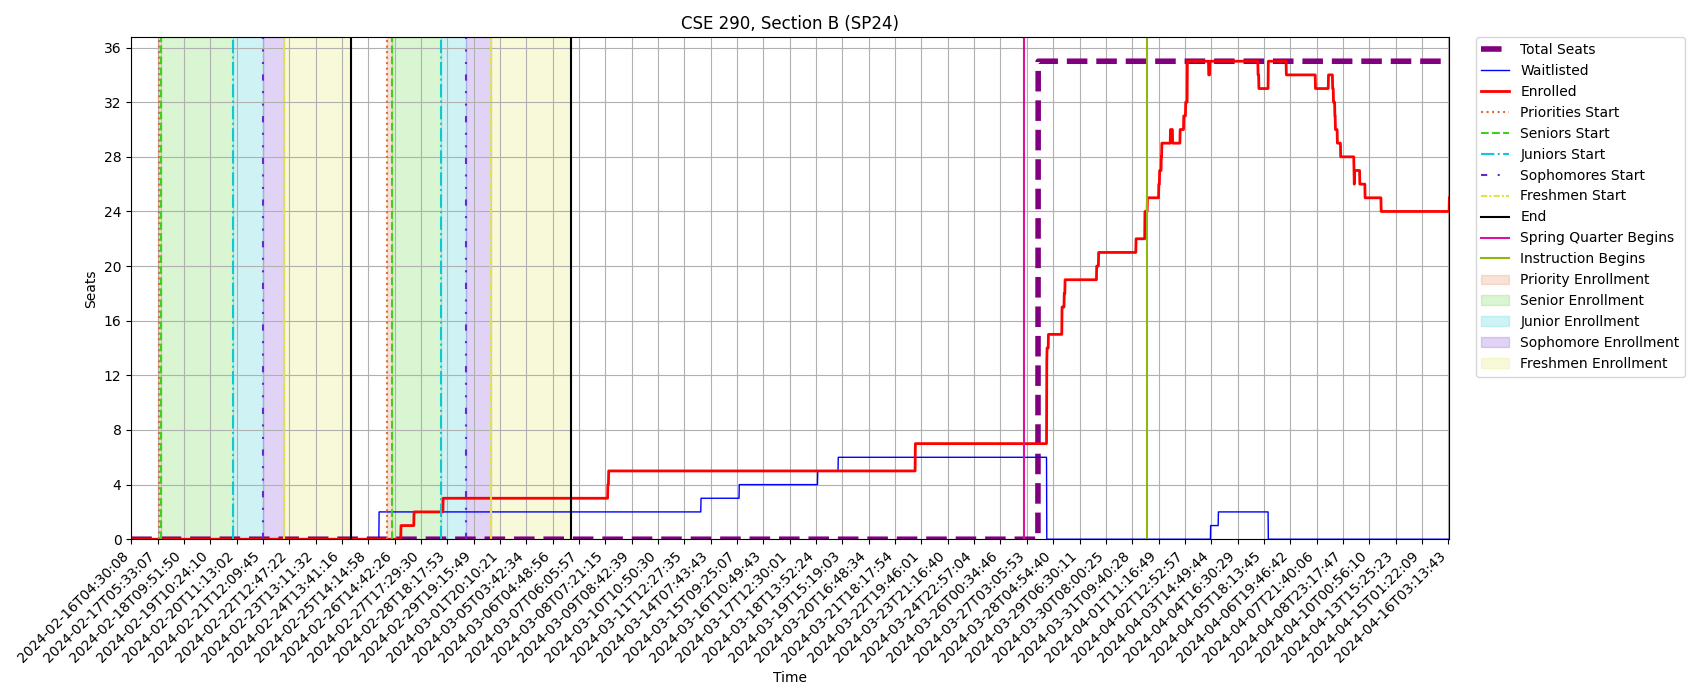 CSE 290, Section B (SP24)
Seats
36
32
28
24
20
16
12
8
4
0
2024-02-16T04:30:08
2024-02-17T05:33:07
2024-02-18T09:51:50
2024-02-19T10:24:10
2024-02-20T11:13:02
2024-02-21T12:09:45
2024-02-22T12:47:22
2024-02-23T13:11:32
2024-02-24T13:41:16
2024-02-25T14:14:58
2024-02-26T14:42:26
2024-02-27T17:29:30
2024-02-28T18:17:53
2024-02-29T19:15:49
2024-03-01T20:10:21
2024-03-05T03:42:34
2024-03-06T04:48:56
2024-03-07T06:05:57
2024-03-08T07:21:15
2024-03-09T08:42:39
2024-03-10T10:50:30
2024-03-11T12:27:35
2024-03-14T07:43:43
2024-03-15T09:25:07
2024-03-16T10:49:43
2024-03-17T12:30:01
2024-03-18T13:52:24
2024-03-19T15:19:03
2024-03-20T16:48:34
2024-03-21T18:17:54
2024-03-22T19:46:01
2024-03-23T21:16:40
2024-03-24T22:57:04
2024-03-26T00:34:46
2024-03-27T03:05:53
2024-03-28T04:54:40
2024-03-29T06:30:11
2024-03-30T08:00:25
2024-03-31T09:40:28
2024-04-01T11:16:49
2024-04-02T12:52:57
2024-04-03T14:49:44
2024-04-04T16:30:29
2024-04-05T18:13:45
2024-04-06T19:46:42
2024-04-07T21:40:06
2024-04-08T23:17:47
2024-04-10T00:56:10
2024-04-13T15:25:23
2024-04-15T01:22:09
2024-04-16T03:13:43
Time
Total Seats
Waitlisted
Enrolled
Priorities Start
Seniors Start
Juniors Start
Sophomores Start
Freshmen Start
End
Spring Quarter Begins
Instruction Begins
Priority Enrollment
Senior Enrollment
Junior Enrollment
Sophomore Enrollment
Freshmen Enrollment